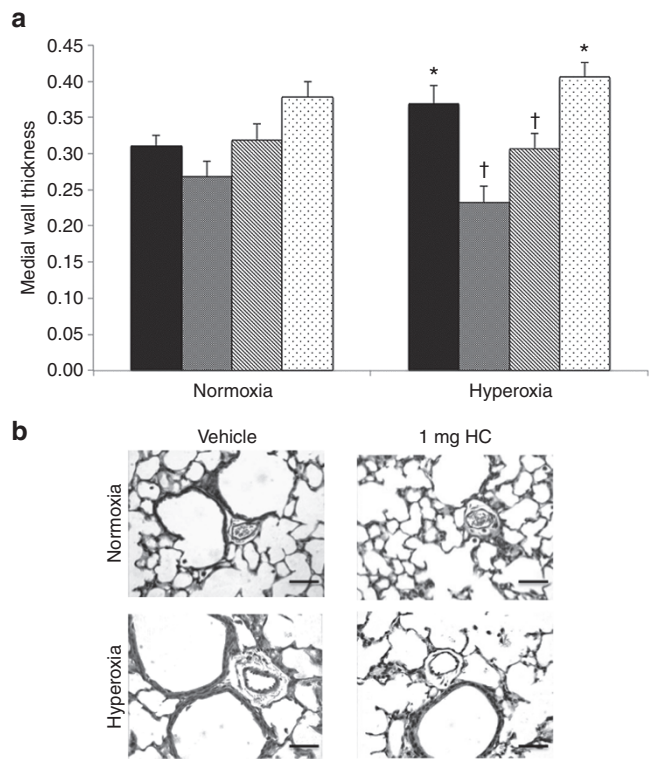 a
0.45
0.40
0.35
0.30
0.25
0.20
0.15
0.10
0.05
0.00
Medial wall thickness
* † † *
Normoxia Hyperoxia
b
Vehicle 1 mg HC
Normoxia
Hyperoxia